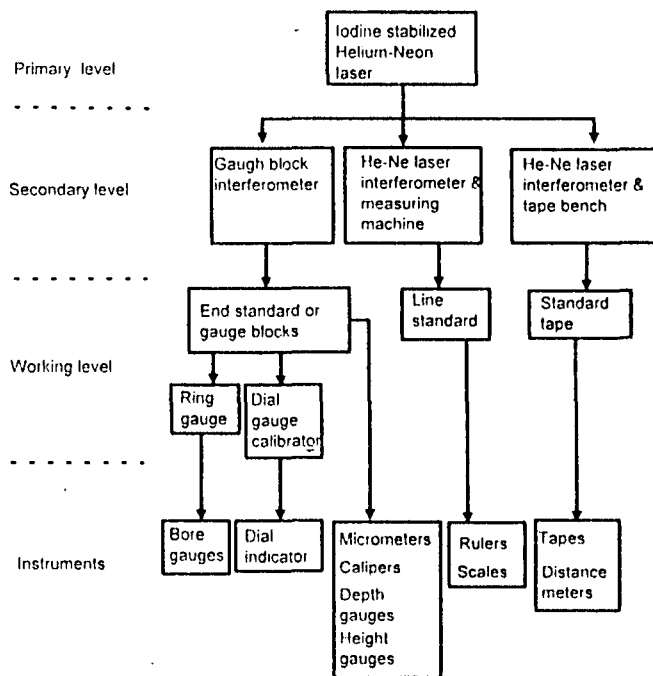 Iodine stabilized
Helium-Neon
laser
Primary level
Gaugh block
interferometer
He-Ne laser
interferometer &
measuring
machine
He-Ne laser
interferometer &
tape bench
Secondary level
End standard or
gauge blocks
Line
standard
Standard
tape
Working level
Ring
gauge
Dial
gauge
calibrator
Instruments
Bore
gauges
Dial
indicator
Micrometers
Calipers
Depth
gauges
Height
gauges
Rulers
Scales
Tapes
Distance
meters